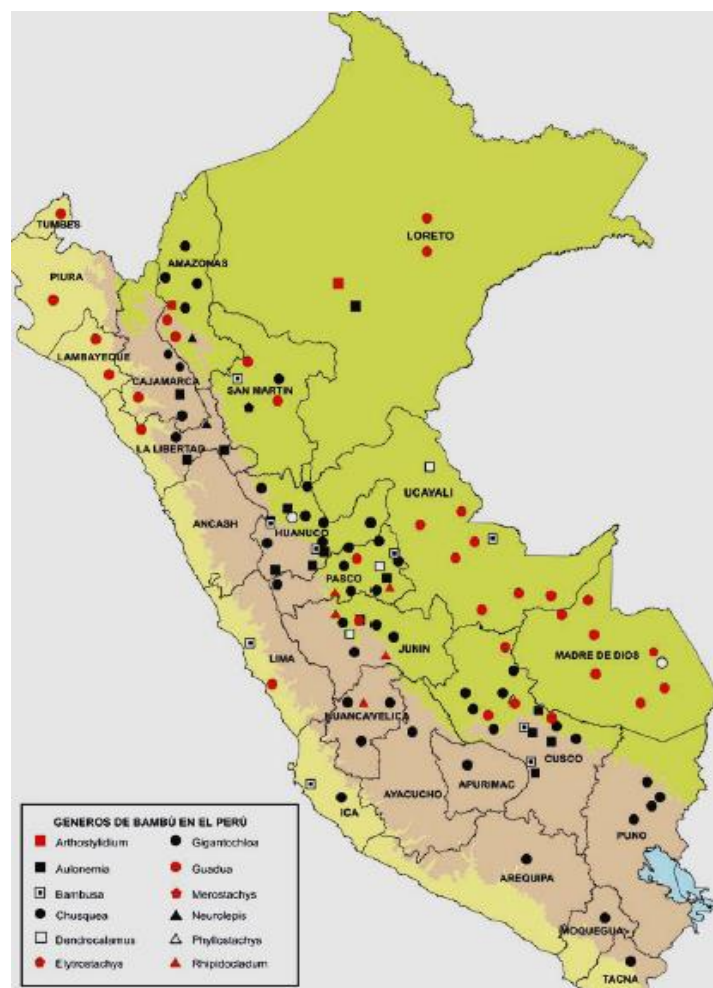 TUMBES
LORETO
AMAZONAS
PIURA
LAMBAYEQUE
CAJAMARCA
SAN MARTIN
LA LIBERTAD
UCAYALI
ANCASH
HUANUCO
PASCO
MADRE DE DIOS
JUNIN
LIMA
HUANCAVELICA
CUSCO
AYACUCHO
APURIMAC
ICA
PUNO
AREQUIPA
MOQUEGUA
TACNA
GENEROS DE BAMBÚ EN EL PERÚ
Arthostylidium
Gigantochloa
Aulonemia
Guadua
Bambusa
Merostachys
Chusquea
Neurolepis
Dendrocalamus
Phyllostachys
Elytrostachys
Rhipidocladum